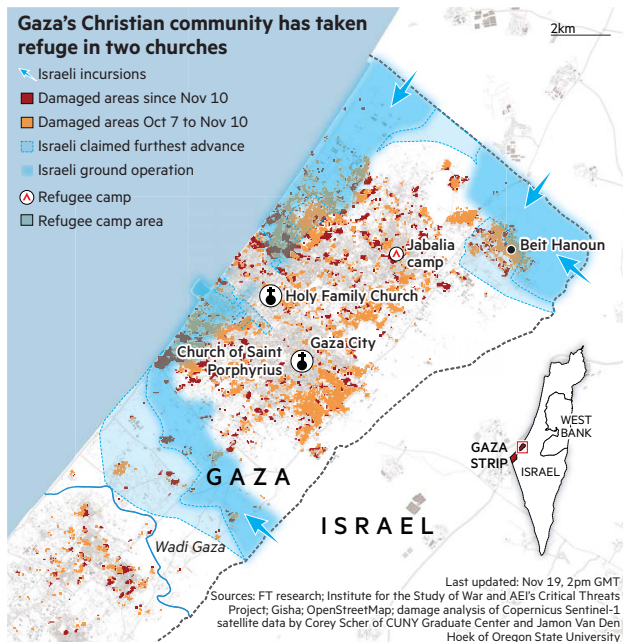 Gaza's Christian community has taken
refuge in two churches
2km
Israeli incursions
Damaged areas since Nov 10
Damaged areas Oct 7 to Nov 10
Israeli claimed furthest advance
Israeli ground operation
Refugee camp
Refugee camp area
Jabalia
camp
Beit Hanoun
Holy Family Church
Gaza City
Church of Saint
Porphyrius
GAZA
ISRAEL
Wadi Gaza
WEST
BANK
GAZA
STRIP
ISRAEL
Last updated: Nov 19, 2pm GMT
Sources: FT research; Institute for the Study of War and AEI's Critical Threats
Project; Gisha; OpenStreetMap; damage analysis of Copernicus Sentinel-1
satellite data by Corey Scher of CUNY Graduate Center and Jamon Van Den
Hoek of Oregon State University